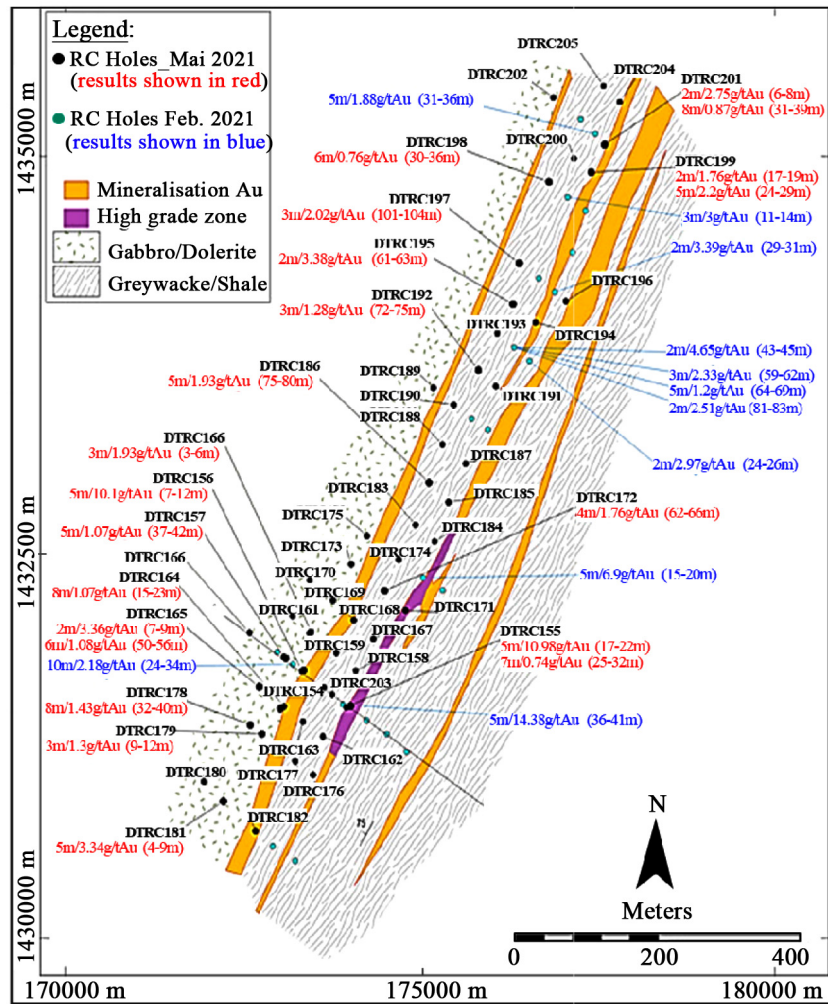 Legend:
RC Holes_Mai 2021
(results shown in red)
RC Holes Feb. 2021
(results shown in blue)
Mineralisation Au
High grade zone
Gabbro/Dolerite
Greywacke/Shale
DTRC205
DTRC204
DTRC202
DTRC201
2m/2.75g/tAu (6-8m)
8m/0.87g/tAu (31-39m)
5m/1.88g/tAu (31-36m)
DTRC198
6m/0.76g/tAu (30-36m)
DTRC200
DTRC199
2m/1.76g/tAu (17-19m)
5m/2.2g/tAu (24-29m)
DTRC197
3m/2.02g/tAu (101-104m)
3m/3g/tAu (11-14m)
DTRC195
2m/3.38g/tAu (61-63m)
2m/3.39g/tAu (29-31m)
DTRC196
DTRC192
3m/1.28g/tAu (72-75m)
DTRC193
DTRC194
2m/4.65g/tAu (43-45m)
3m/2.33g/tAu (59-62m)
5m/1.2g/tAu (64-69m)
2m/2.51g/tAu (81-83m)
DTRC186
5m/1.93g/tAu (75-80m)
DTRC189
DTRC190
DTRC191
DTRC188
DTRC166
3m/1.93g/tAu (3-6m)
DTRC187
2m/2.97g/tAu (24-26m)
DTRC156
5m/10.1g/tAu (7-12m)
DTRC183
DTRC185
DTRC172
4m/1.76g/tAu (62-66m)
DTRC157
5m/1.07g/tAu (37-42m)
DTRC175
DTRC184
DTRC173
DTRC174
DTRC166
DTRC170
5m/6.9g/tAu (15-20m)
DTRC164
8m/1.07g/tAu (15-23m)
DTRC169
DTRC161
DTRC168
DTRC171
DTRC165
2m/3.36g/tAu (7-9m)
6m/1.08g/tAu (50-56m)
10m/2.18g/tAu (24-34m)
DTRC167
DTRC159
DTRC158
DTRC155
5m/10.98g/tAu (17-22m)
7m/0.74g/tAu (25-32m)
DTRC154
DTRC203
DTRC178
8m/1.43g/tAu (32-40m)
5m/14.38g/tAu (36-41m)
DTRC179
3m/1.3g/tAu (9-12m)
DTRC163
DTRC162
DTRC180
DTRC177
DTRC176
DTRC182
DTRC181
5m/3.34g/tAu (4-9m)
75
N
Meters
0
200
400
1435000 m
1432500 m
1430000 m
170000 m
175000 m
180000 m